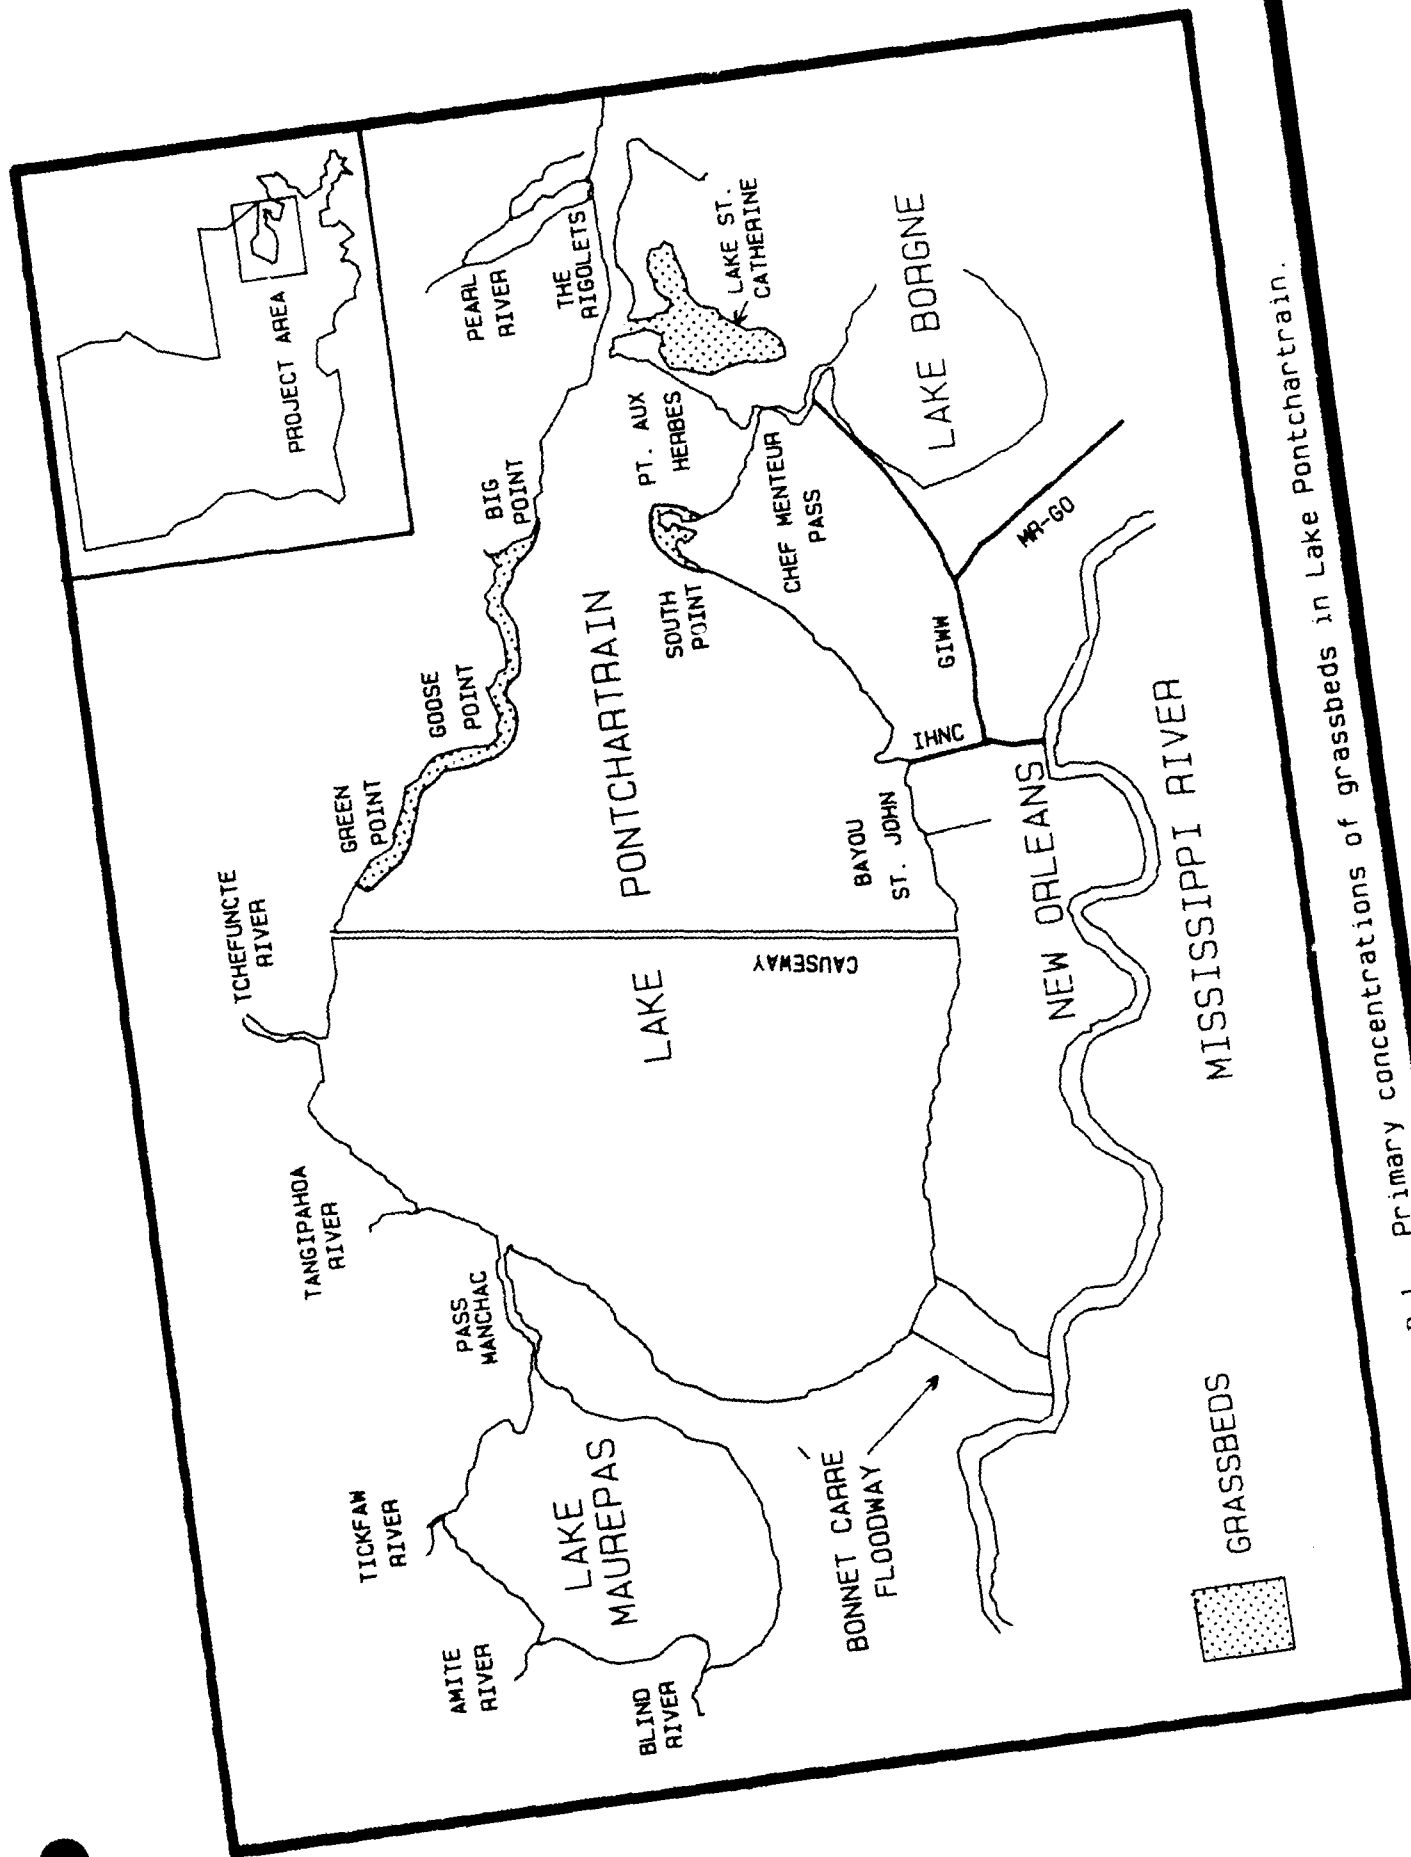 PROJECT AREA
TCHEFUNCTE
RIVER
GREEN
POINT
GOOSE
POINT
BIG
POINT
PEARL
RIVER
THE
RIGOLETS
TANGIPAHOA
RIVER
PASS
MANCHAC
TICKFAW
RIVER
AMITE
RIVER
BLIND
RIVER
LAKE
MAUREPAS
LAKE PONTCHARTRAIN
CAUSEWAY
SOUTH
POINT
PT. AUX
HERBES
LAKE ST.
CATHERINE
CHEF MENTEUR
PASS
LAKE BORGNE
MR-GO
GIWW
IHNC
BAYOU
ST. JOHN
NEW ORLEANS
MISSISSIPPI RIVER
BONNET CARRE
FLOODWAY
GRASSBEDS
Primary concentrations of grassbeds in Lake Pontchartrain.